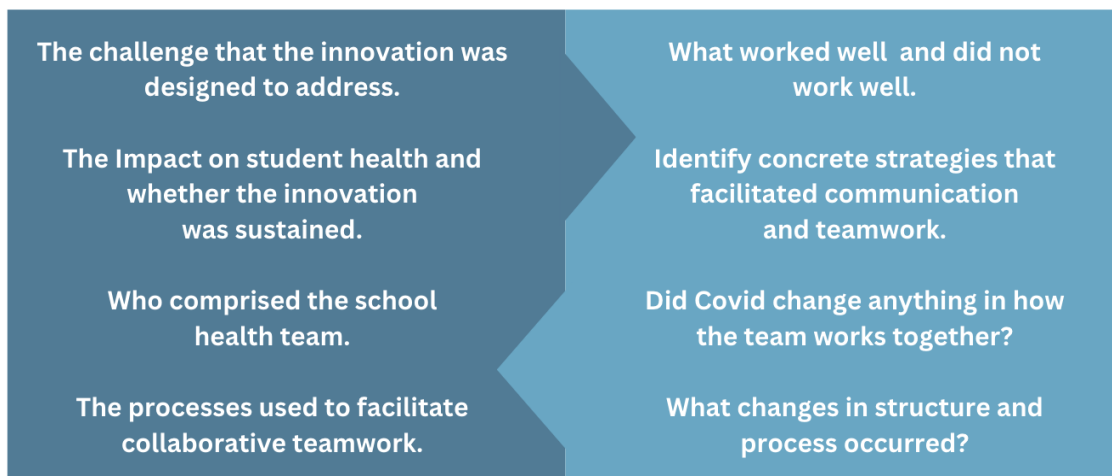 The challenge that the innovation was
designed to address.
The Impact on student health and
whether the innovation
was sustained.
Who comprised the school
health team.
The processes used to facilitate
collaborative teamwork.
What worked well  and did not
work well.
Identify concrete strategies that
facilitated communication
and teamwork.
Did Covid change anything in how
the team works together?
What changes in structure and
process occurred?